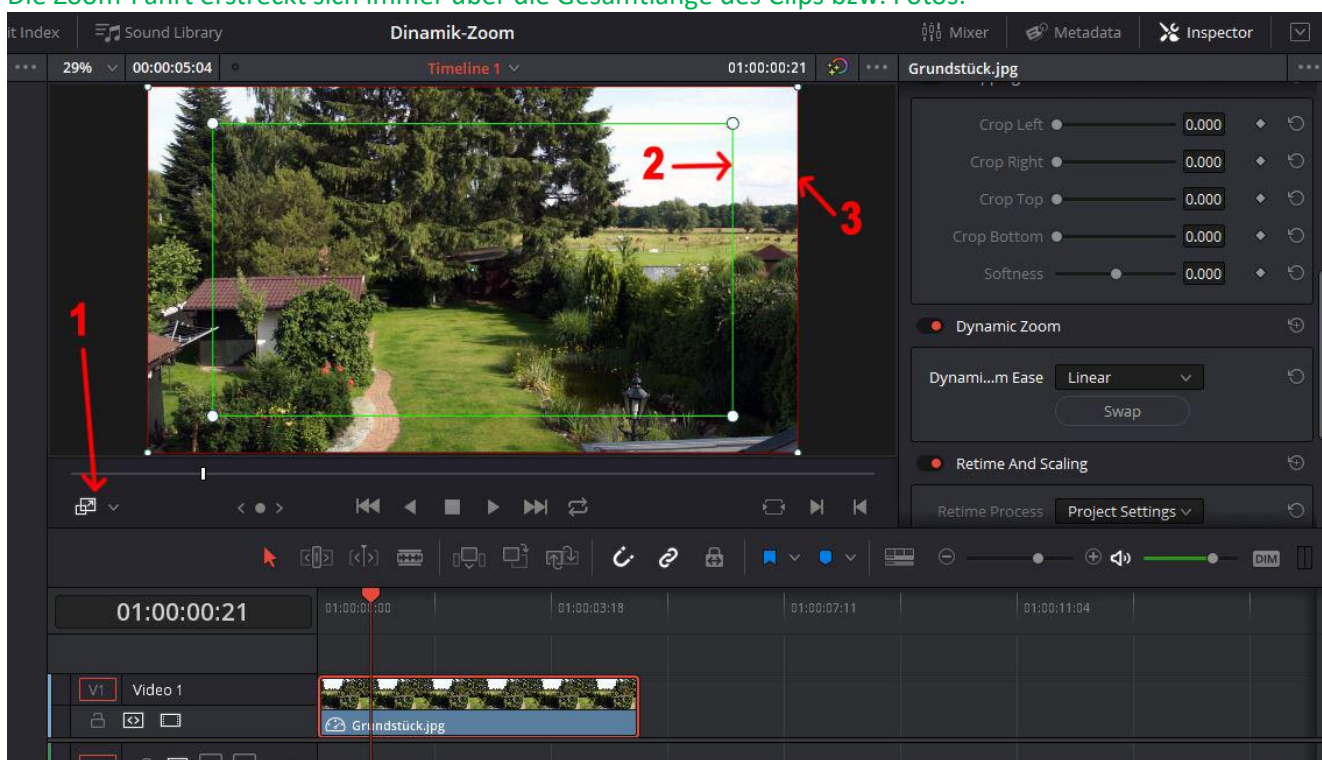 Die Zoom-Fahrt erstreckt sich immer über die Gesamtlänge des Clips bzw. Fotos.
it Index Sound Library Dinamik-Zoom Mixer Metadata Inspector
29% 00:00:05:04 Timeline 1 01:00:00:21 Grundstück.jpg
Crop Left 0.000
2
Crop Right 0.000
3
Crop Top 0.000
Crop Bottom 0.000
Softness 0.000
1
Dynamic Zoom
Dynami...m Ease Linear
Swap
Retime And Scaling
Retime Process Project Settings
DIM
01:00:00:21 01:00:03:18 01:00:07:11 01:00:11:04
V1 Video 1
Grundstück.jpg